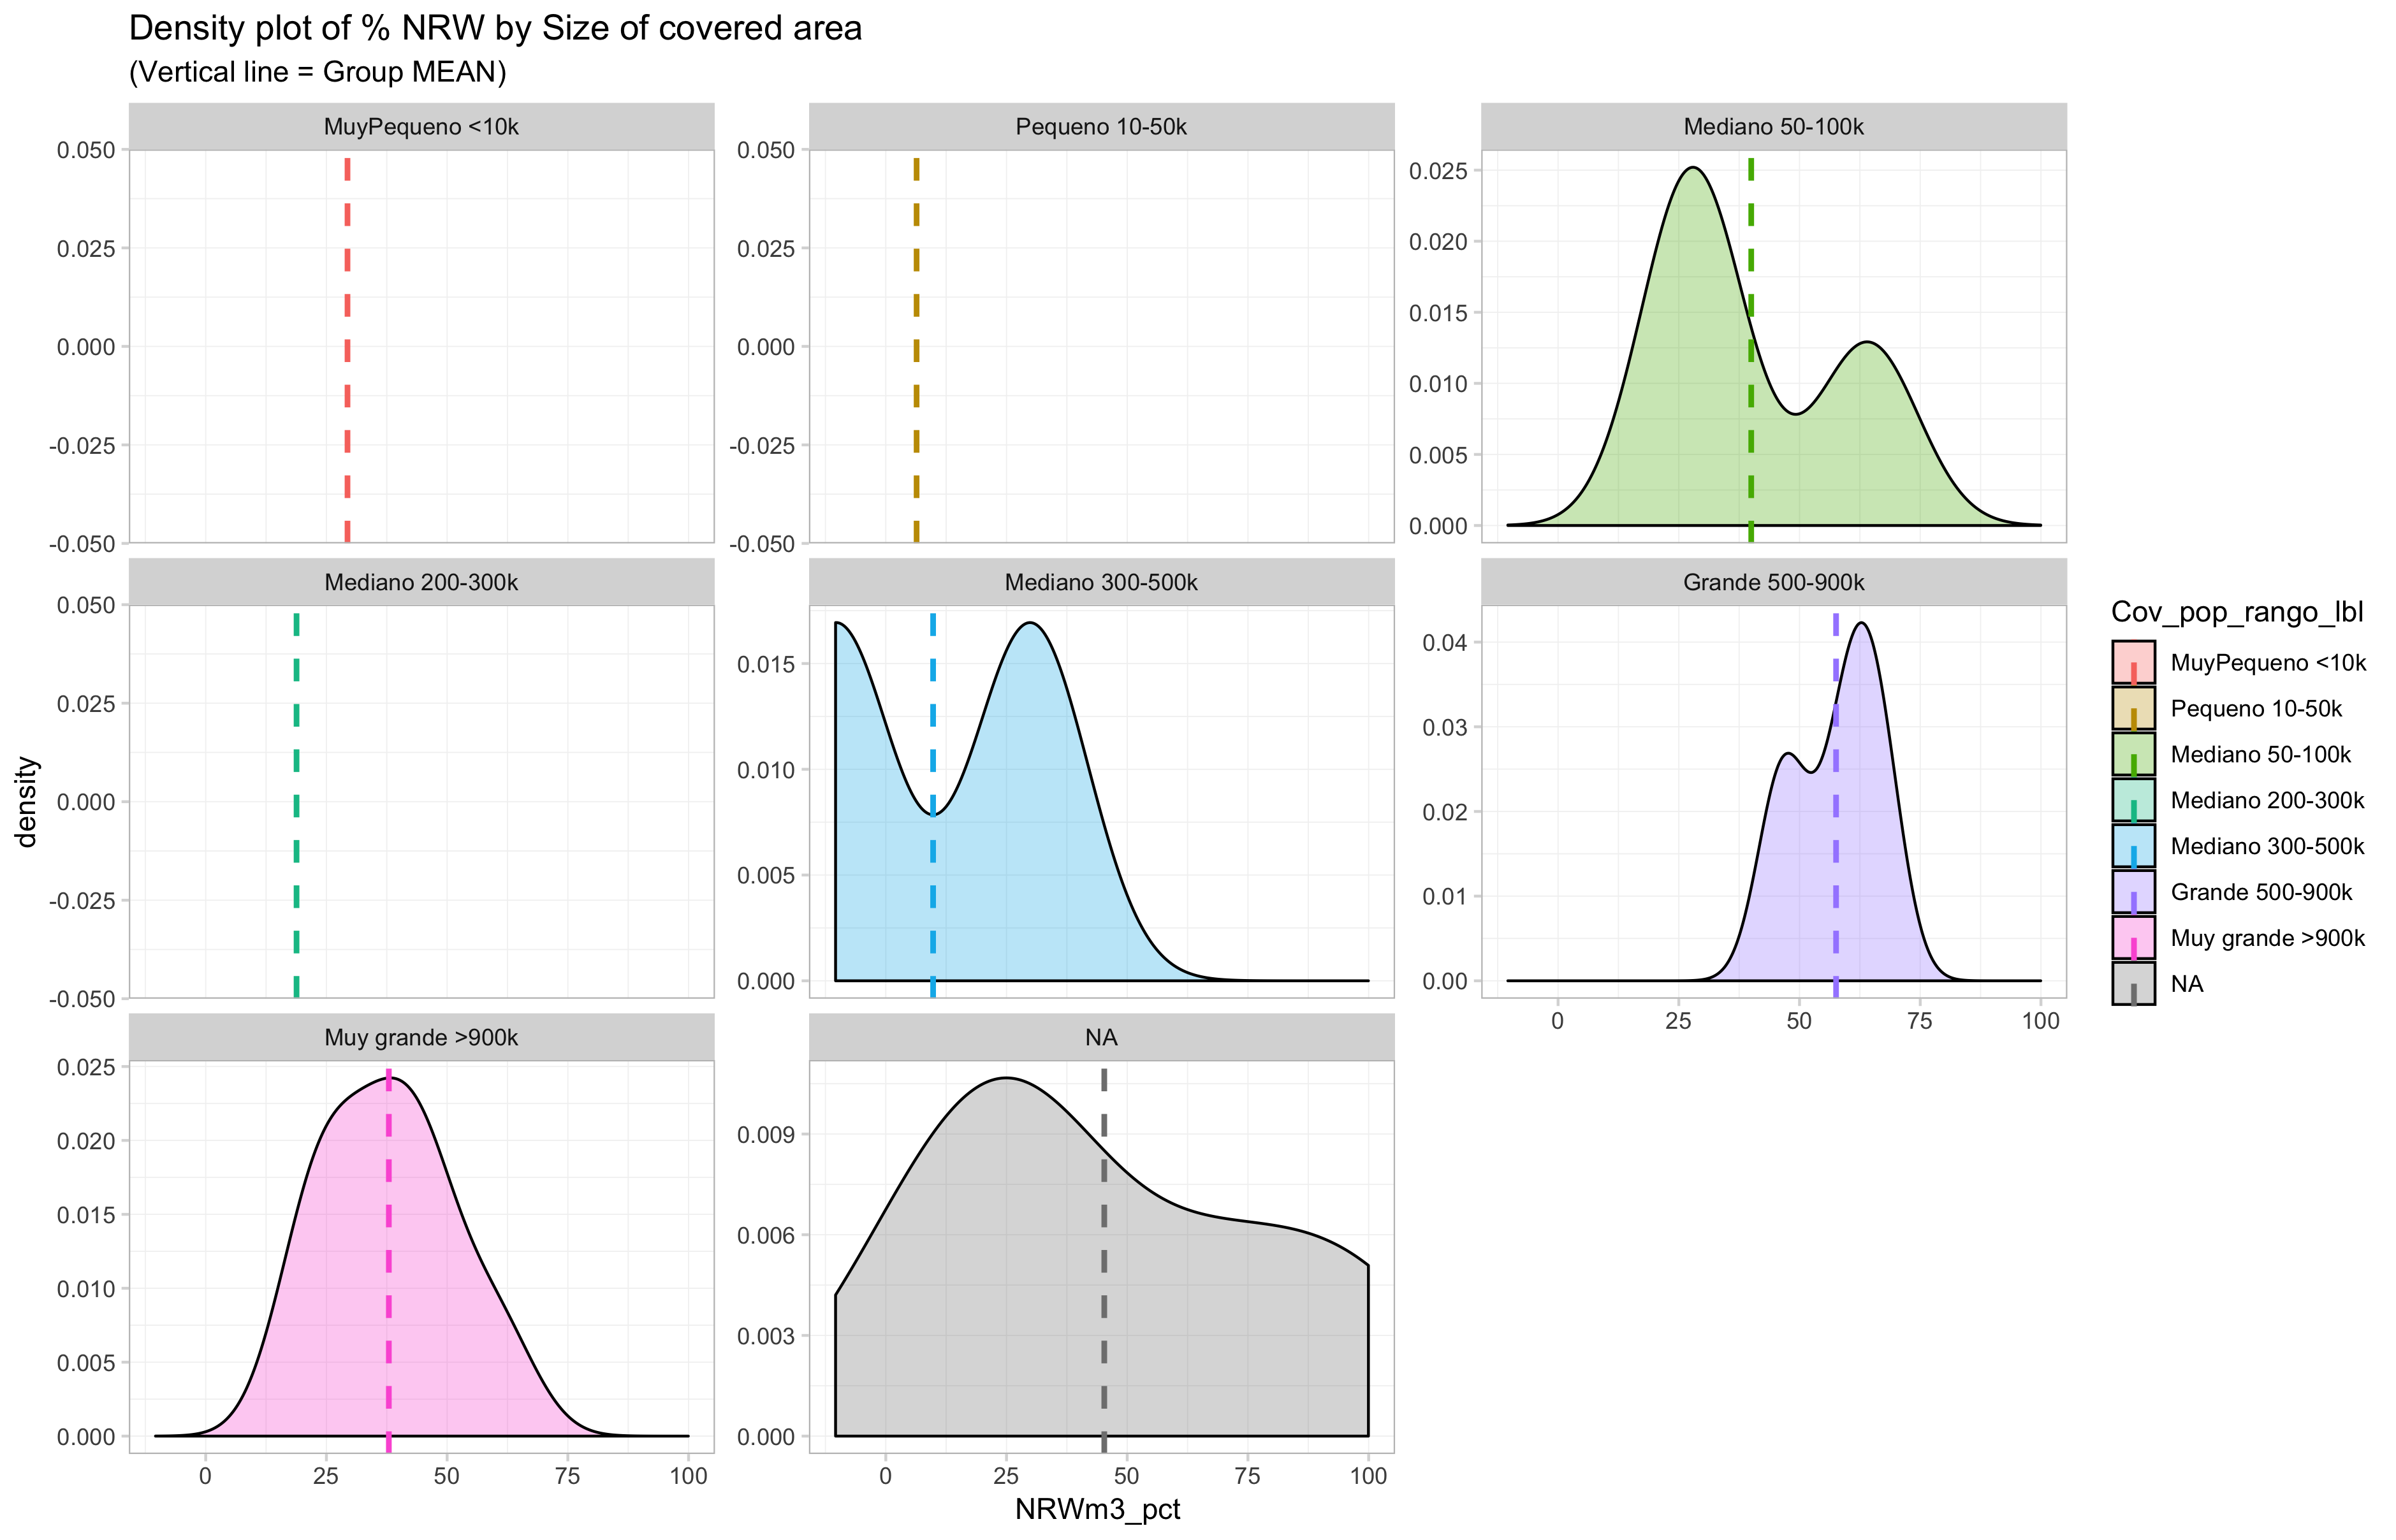 Density plot of % NRW by Size of covered area
(Vertical line = Group MEAN)
MuyPequeno <10k
0.050
0.025
0.000
-0.025
-0.050
Pequeno 10-50k
0.050
0.025
0.000
-0.025
-0.050
Mediano 50-100k
0.025
0.020
0.015
0.010
0.005
0.000
Mediano 200-300k
0.050
0.025
0.000
-0.025
-0.050
Mediano 300-500k
0.015
0.010
0.005
0.000
Grande 500-900k
0.04
0.03
0.02
0.01
0.00
0 25 50 75 100
Muy grande >900k
0.025
0.020
0.015
0.010
0.005
0.000
0 25 50 75 100
NA
0.009
0.006
0.003
0.000
0 25 50 75 100
density
NRWm3_pct
Cov_pop_rango_lbl
MuyPequeno <10k
Pequeno 10-50k
Mediano 50-100k
Mediano 200-300k
Mediano 300-500k
Grande 500-900k
Muy grande >900k
NA